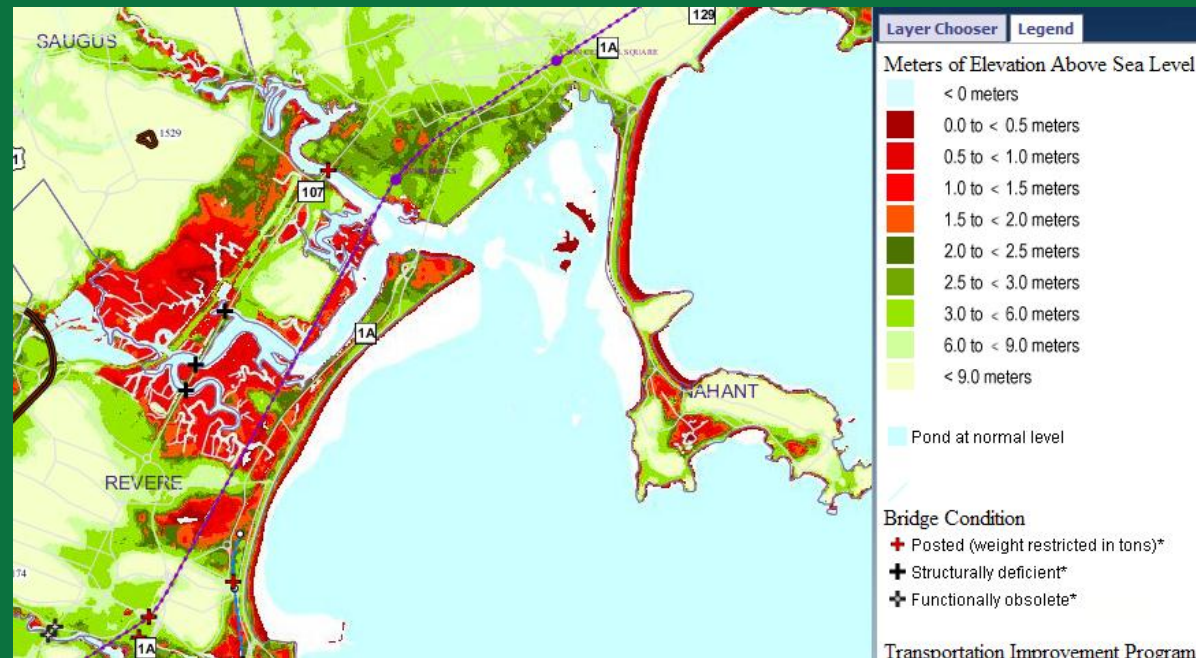 129
SAUGUS
1A
SQUARE
1529
1
107
1A
NAHANT
REVERE
174
1A
Layer Chooser
Legend
Meters of Elevation Above Sea Level
< 0 meters
0.0 to < 0.5 meters
0.5 to < 1.0 meters
1.0 to < 1.5 meters
1.5 to < 2.0 meters
2.0 to < 2.5 meters
2.5 to < 3.0 meters
3.0 to < 6.0 meters
6.0 to < 9.0 meters
< 9.0 meters
Pond at normal level
Bridge Condition
Posted (weight restricted in tons)*
Structurally deficient*
Functionally obsolete*
Transportation Improvement Program